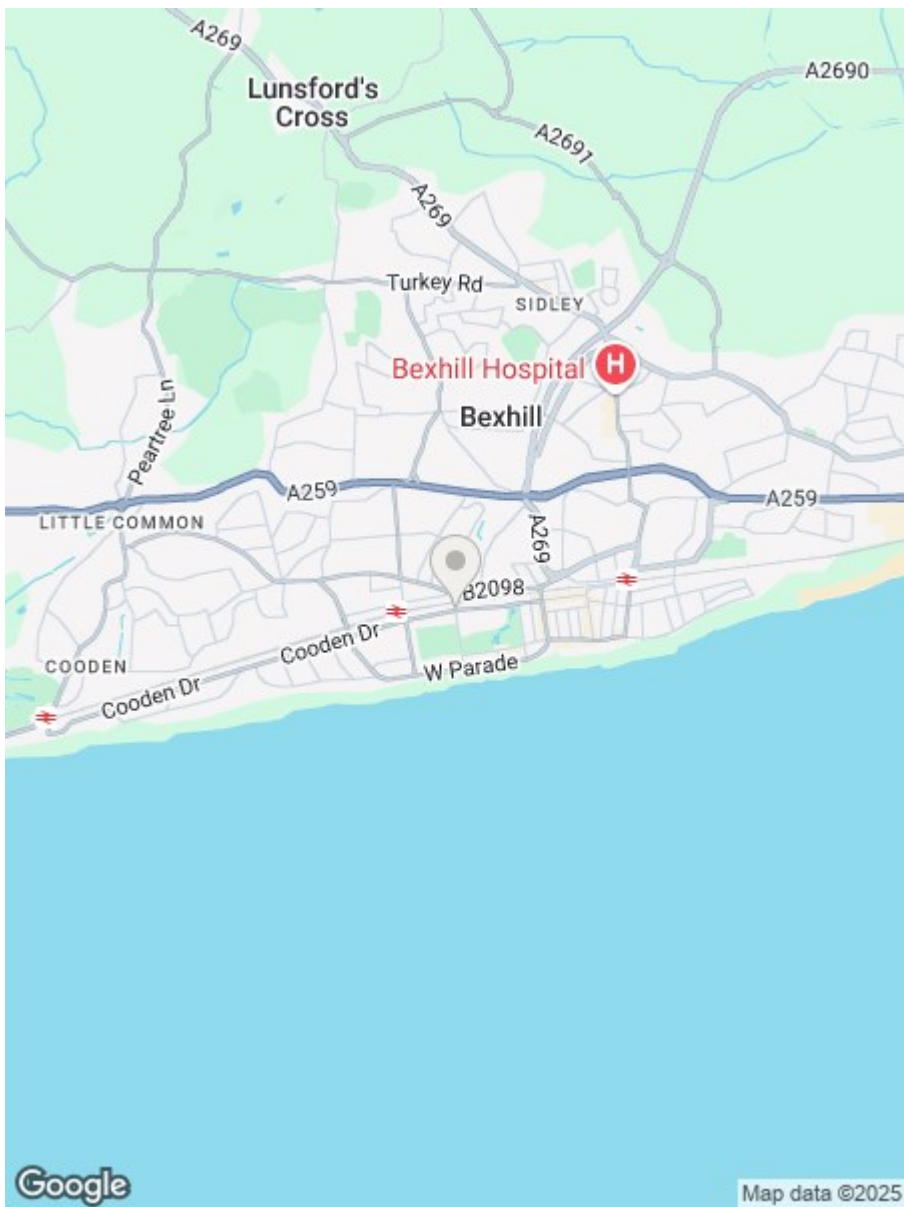 A269
A2690
Lunsford's
Cross
A2691
A269
Turkey Rd
SIDLEY
Bexhill Hospital
H
Peartree Ln
Bexhill
A259
A259
LITTLE COMMON
A269
B2098
Cooden Dr
W Parade
COODEN
Cooden Dr
Google
Map data ©2025